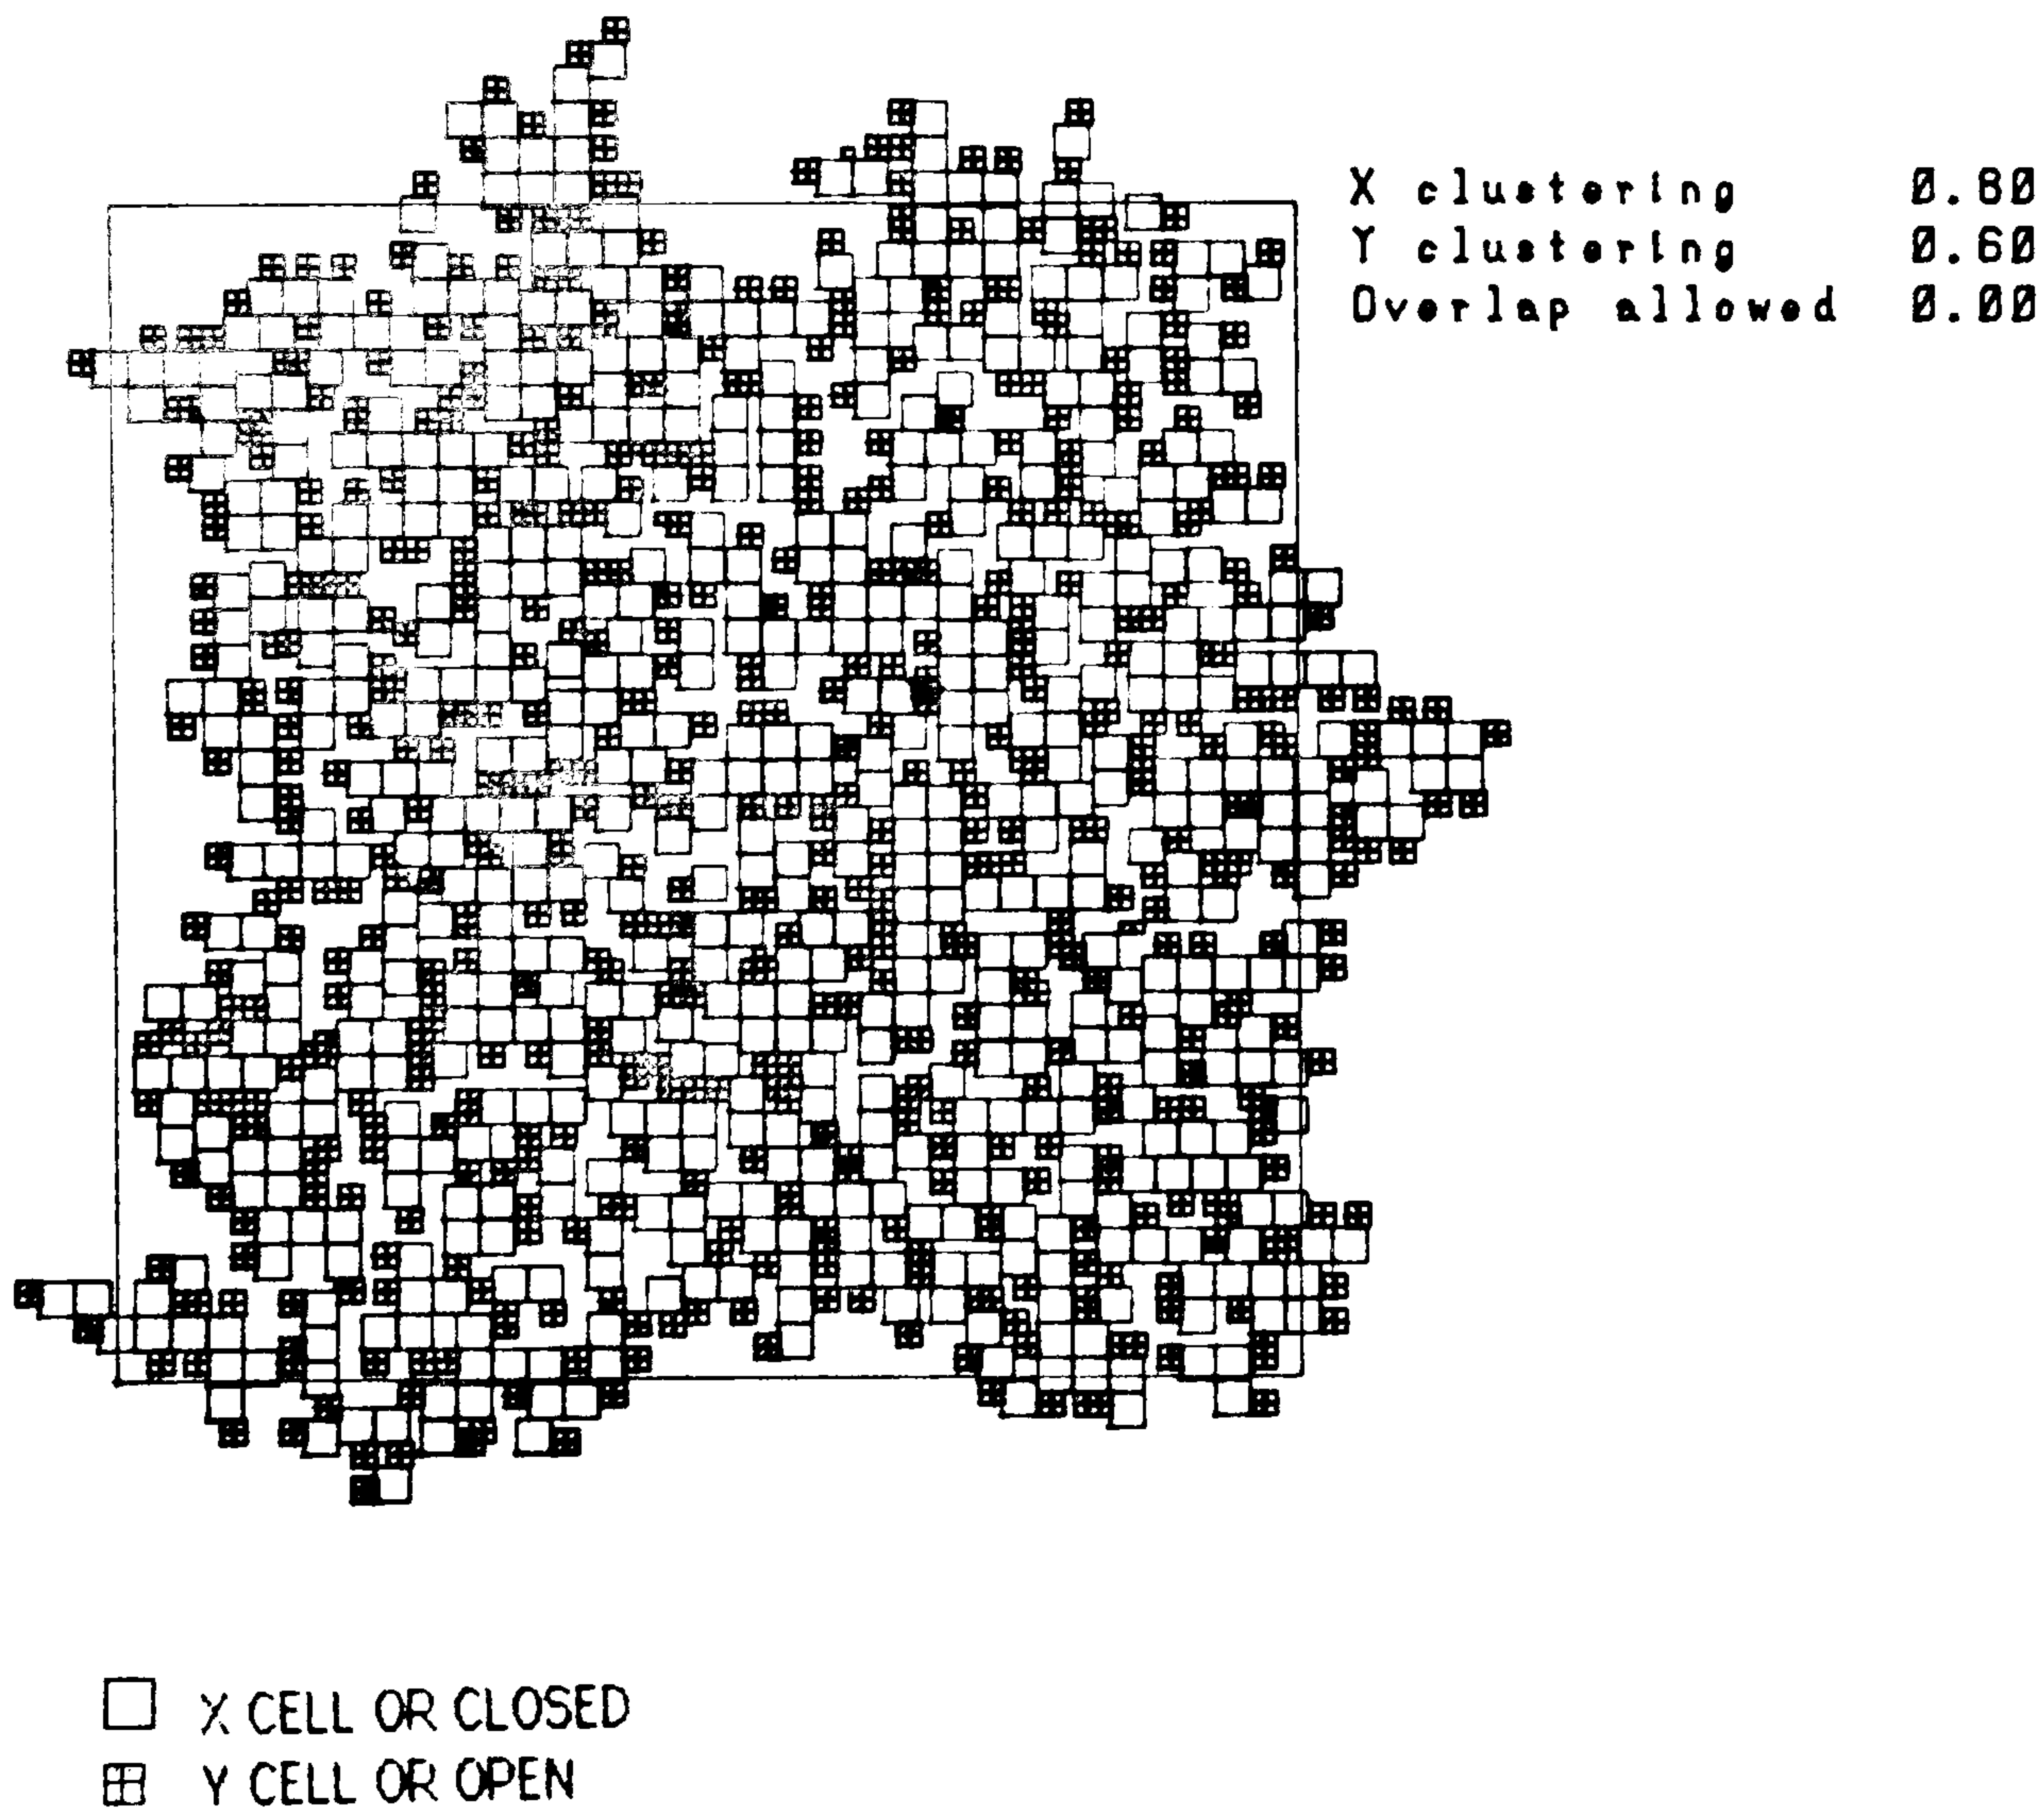 X clustering 0.80
Y clustering 0.60
Overlap allowed 0.00
X CELL OR CLOSED
Y CELL OR OPEN